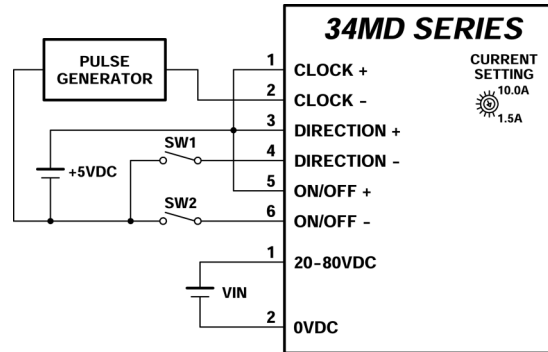 34MD SERIES
PULSE
GENERATOR
CURRENT
SETTING
10.0A
1.5A
1 CLOCK +
2 CLOCK -
3 DIRECTION +
SW1
4 DIRECTION -
+5VDC
5 ON/OFF +
SW2
6 ON/OFF -
1 20-80VDC
VIN
2 0VDC